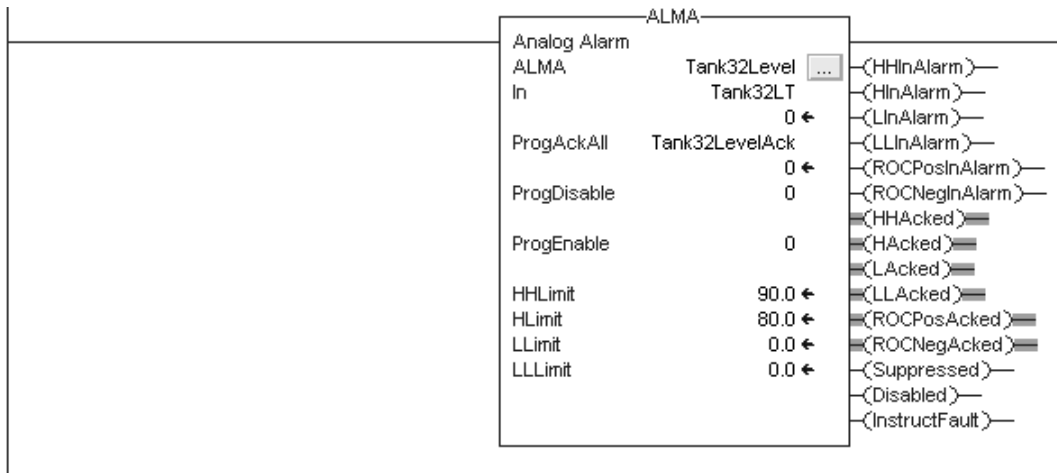 ALMA
Analog Alarm
ALMA Tank32Level ...
In Tank32LT
0
ProgAckAll Tank32LevelAck
0
ProgDisable 0
ProgEnable 0
HHLimit 90.0
HLimit 80.0
LLimit 0.0
LLLimit 0.0
(HHInAlarm)
(HInAlarm)
(LInAlarm)
(LLInAlarm)
(ROCPosInAlarm)
(ROCNegInAlarm)
(HHAcked)
(HAcked)
(LAcked)
(LLAcked)
(ROCPosAcked)
(ROCNegAcked)
(Suppressed)
(Disabled)
(InstructFault)